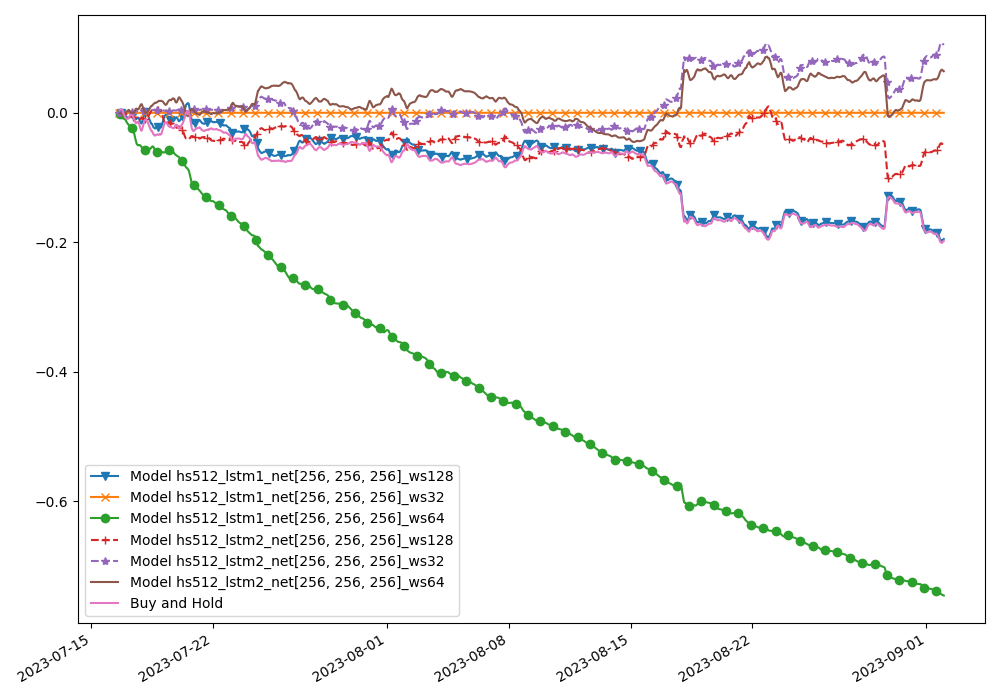 0.0
−0.2
−0.4
−0.6
Model hs512_lstm1_net[256, 256, 256]_ws128
Model hs512_lstm1_net[256, 256, 256]_ws32
Model hs512_lstm1_net[256, 256, 256]_ws64
Model hs512_lstm2_net[256, 256, 256]_ws128
Model hs512_lstm2_net[256, 256, 256]_ws32
Model hs512_lstm2_net[256, 256, 256]_ws64
Buy and Hold
2023-07-15
2023-07-22
2023-08-01
2023-08-08
2023-08-15
2023-08-22
2023-09-01